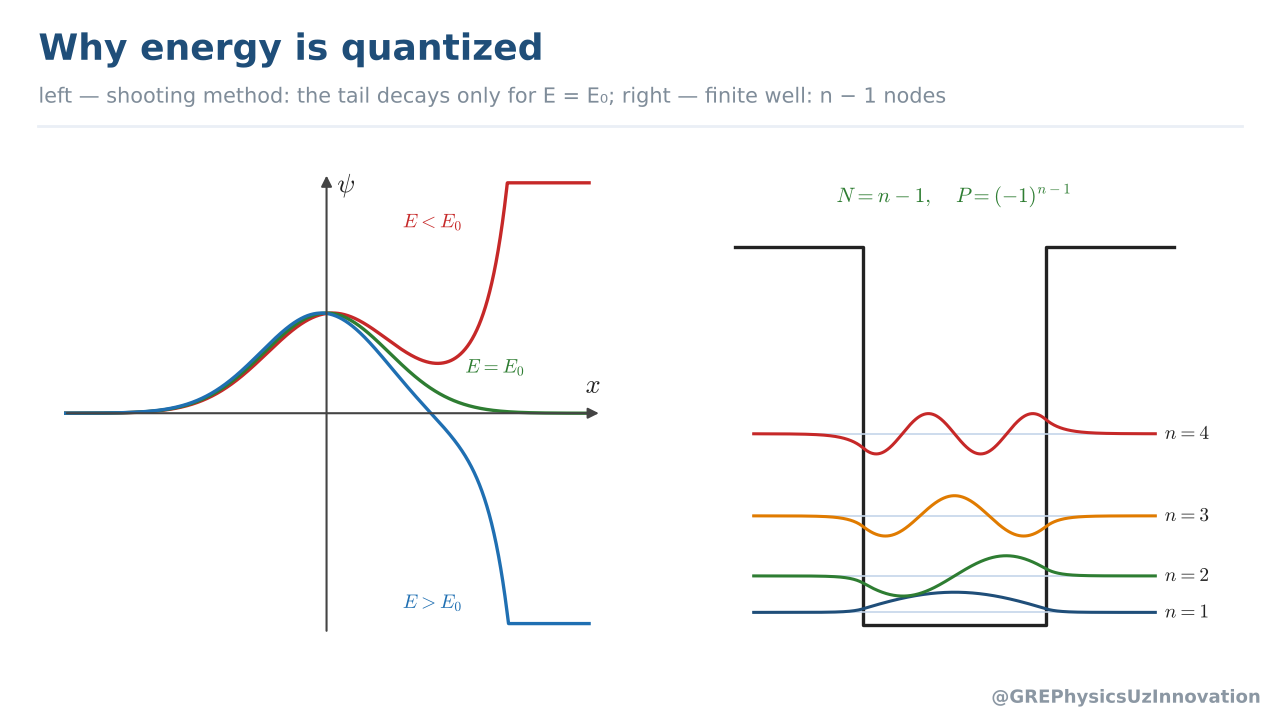 Why energy is quantized
left — shooting method: the tail decays only for E = E₀; right — finite well: n − 1 nodes
ψ
E < E₀
E = E₀
x
E > E₀
N = n − 1, P = (−1)ⁿ⁻¹
n = 4
n = 3
n = 2
n = 1
@GREPhysicsUzInnovation